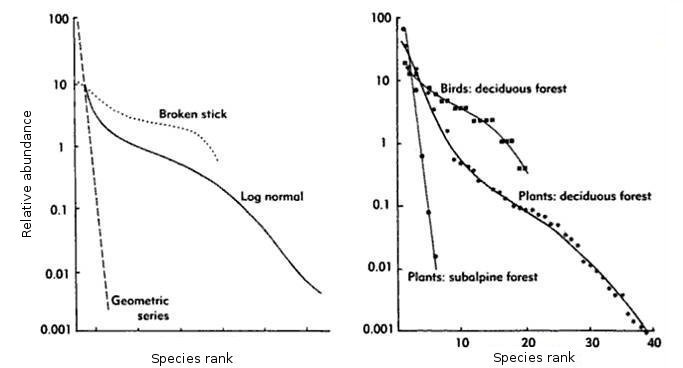 100
10
1
0.1
0.01
0.001
Relative abundance
Broken stick
Log normal
Geometric
series
Species rank
100
10
1
0.1
0.01
0.001
Birds: deciduous forest
Plants: deciduous forest
Plants: subalpine forest
10 20 30 40
Species rank